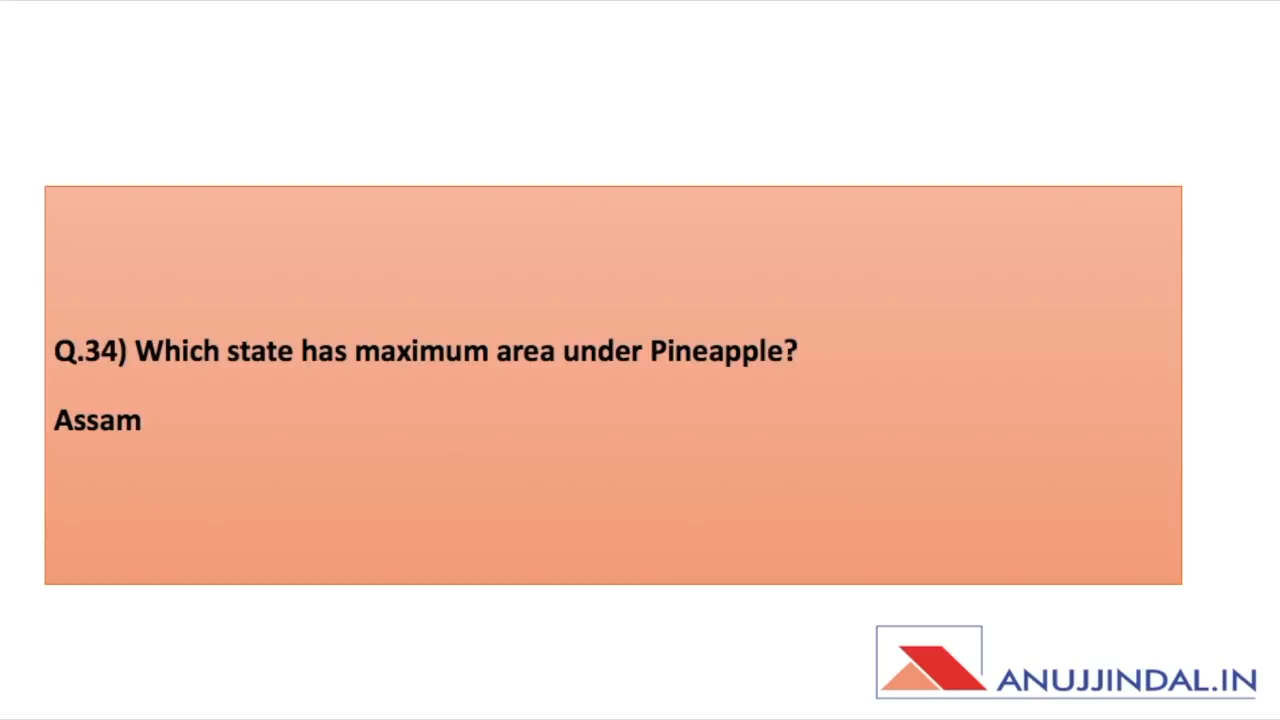 Q.34) Which state has maximum area under Pineapple?
Assam
ANUJJINDAL.IN